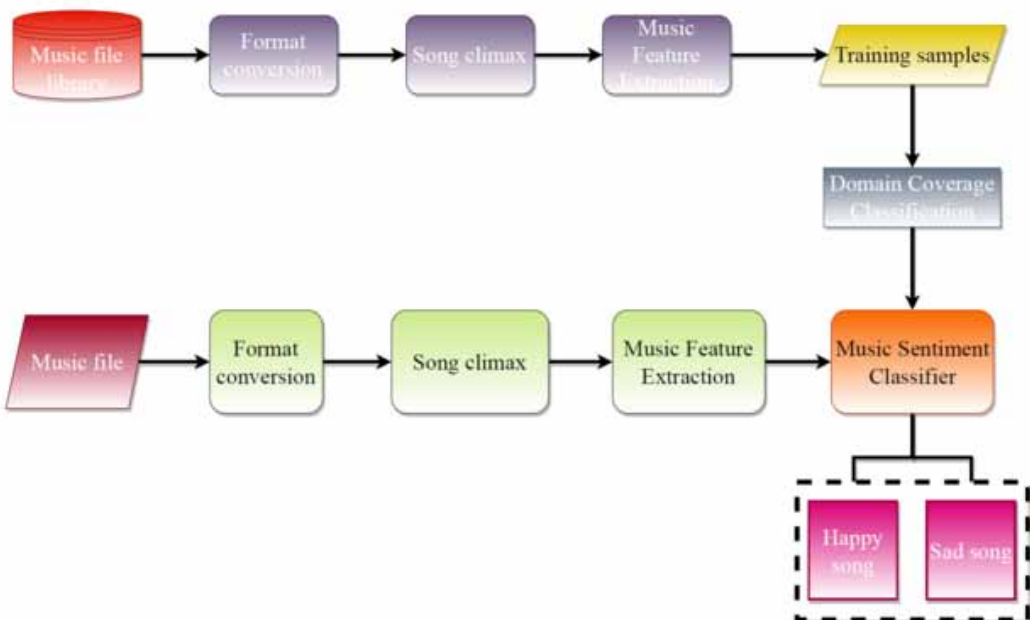 Music file
library
Format
conversion
Song climax
Music
Feature
Extraction
Training samples
Domain Coverage
Classification
Music file
Format
conversion
Song climax
Music Feature
Extraction
Music Sentiment
Classifier
Happy
song
Sad song